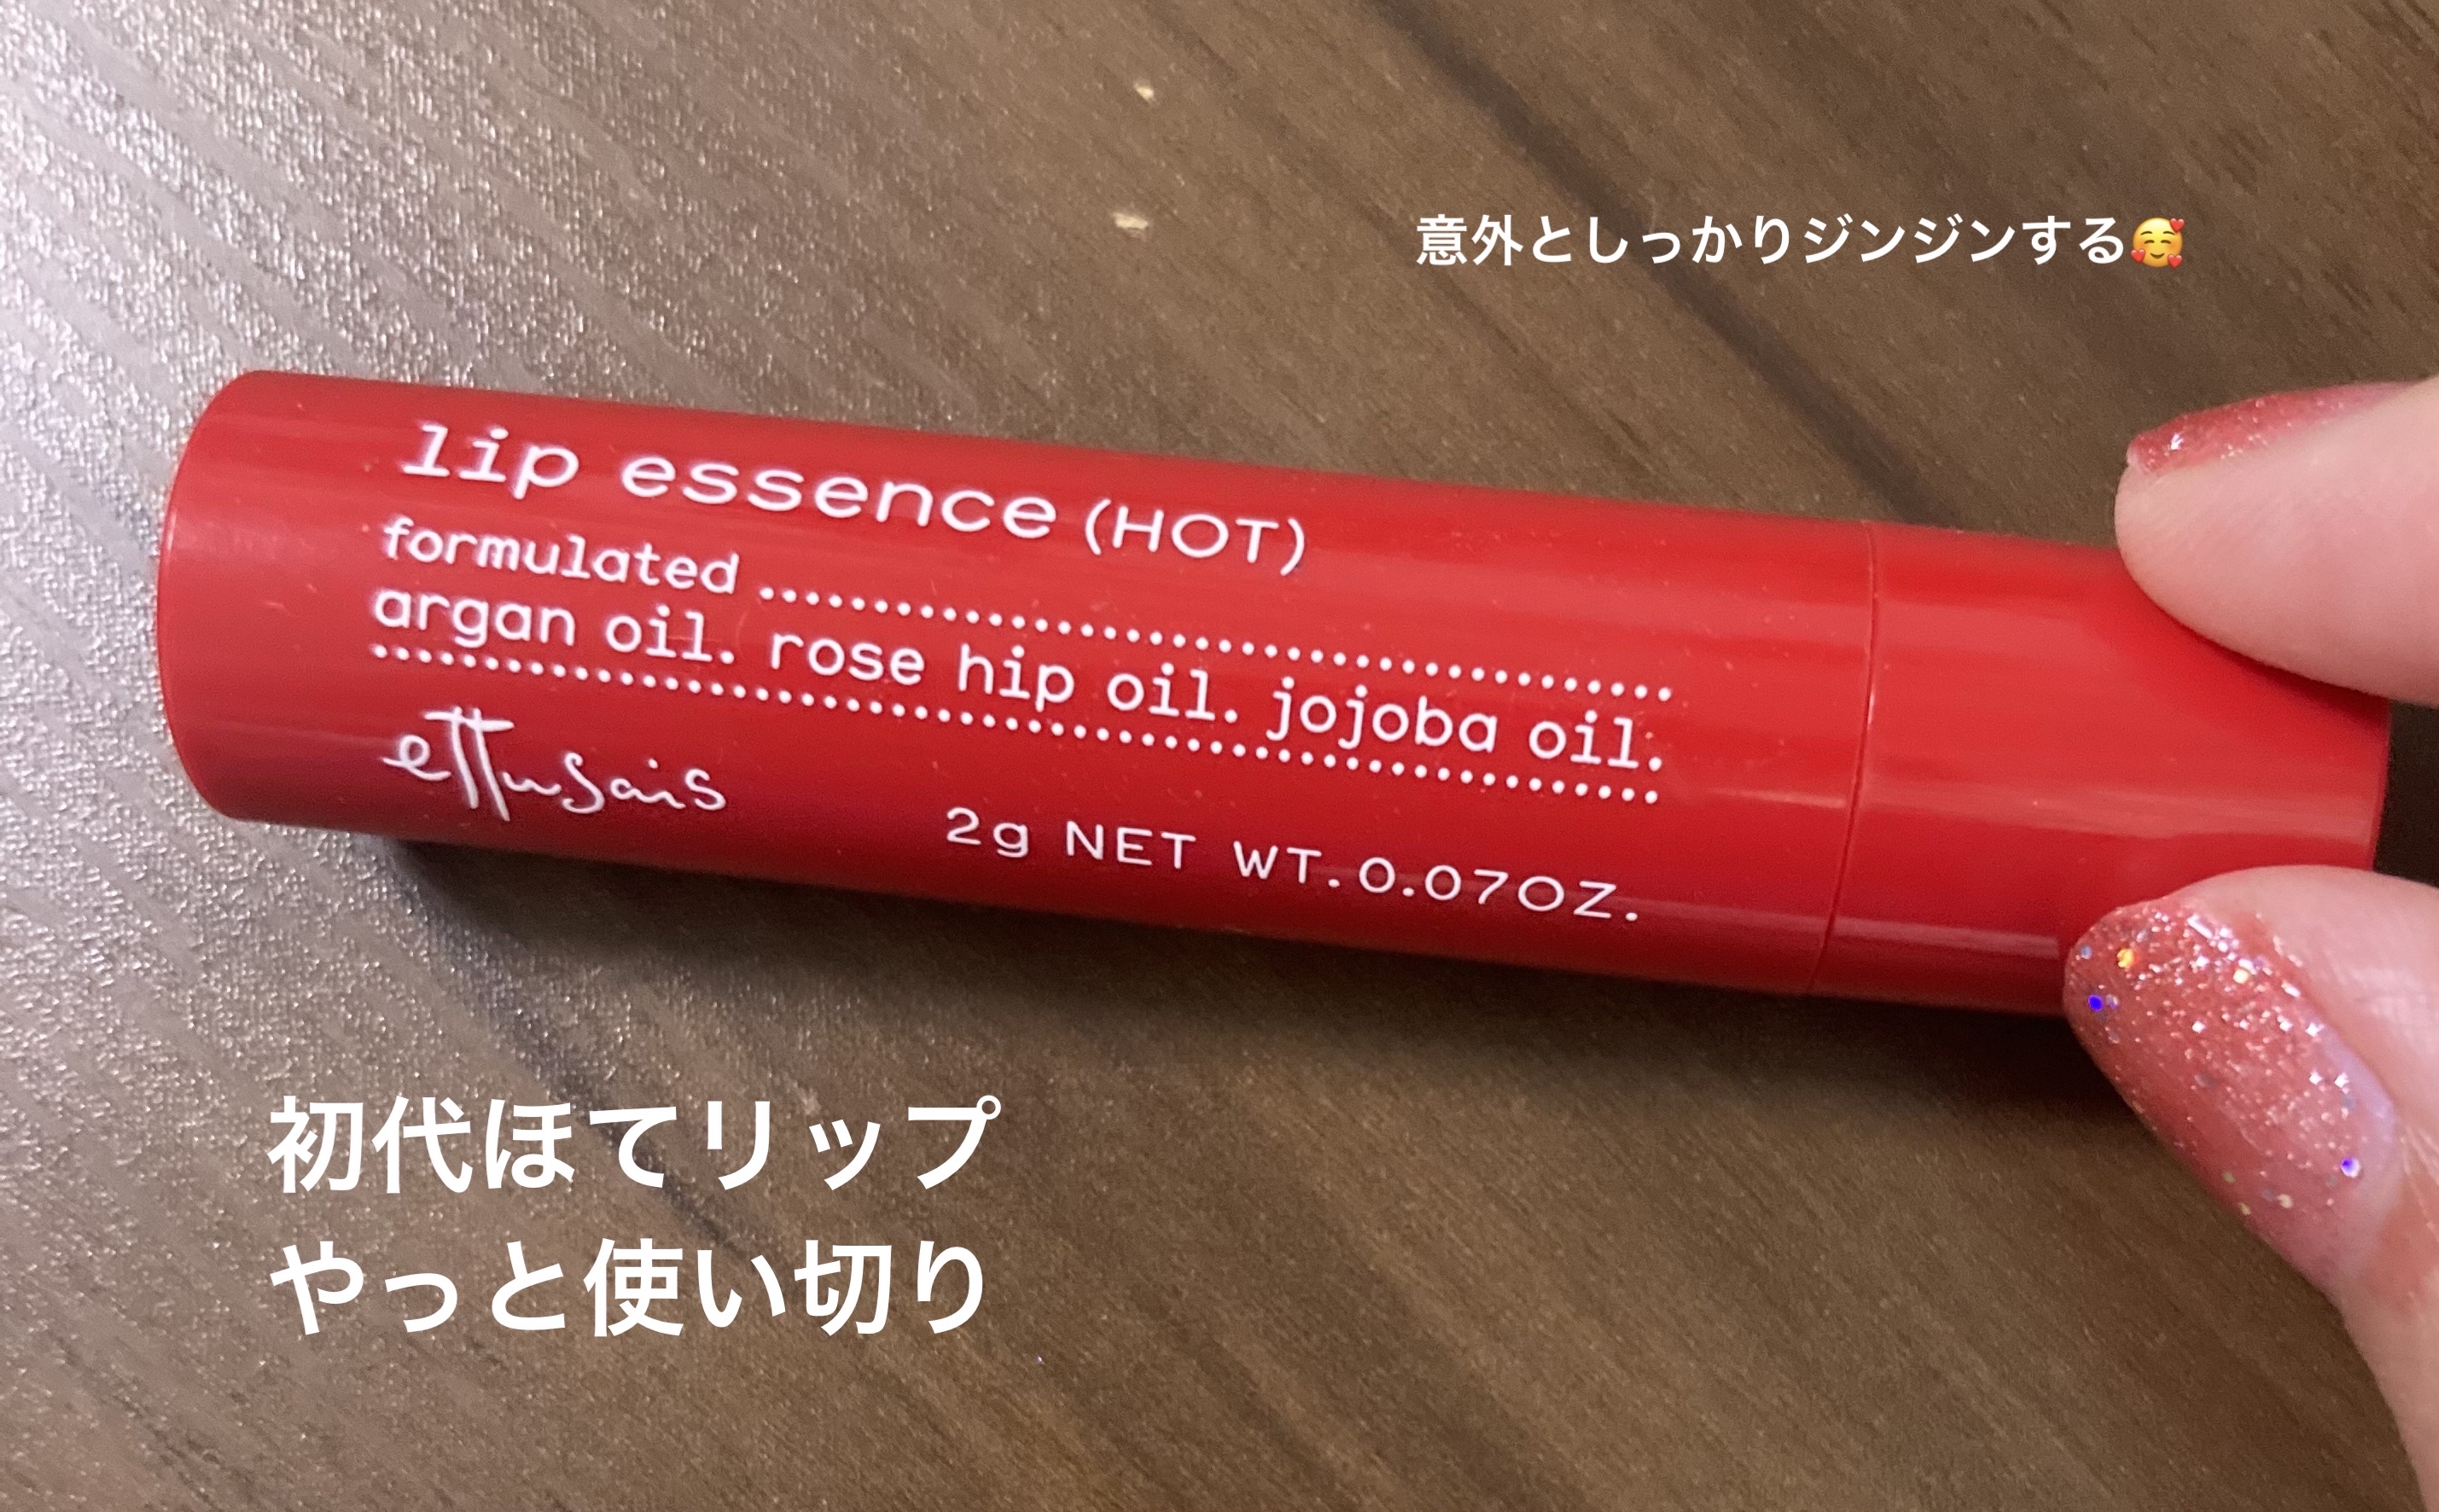 意外としっかりジンジンする🥰
lip essence (HOT)
formulated
argan oil. rose hip oil. jojoba oil.
ettusais
2g NET WT. 0.07OZ.
初代ほてリップ
やっと使い切り